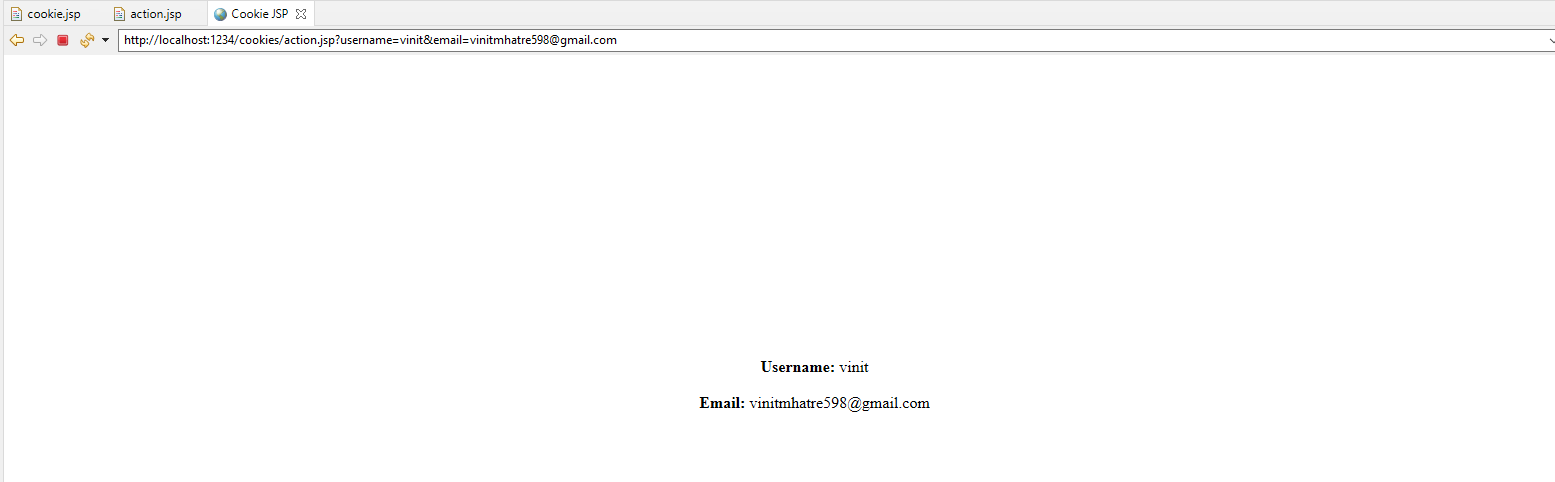 cookie.jsp action.jsp Cookie JSP
http://localhost:1234/cookies/action.jsp?username=vinit&email=vinitmhatre598@gmail.com
Username: vinit
Email: vinitmhatre598@gmail.com